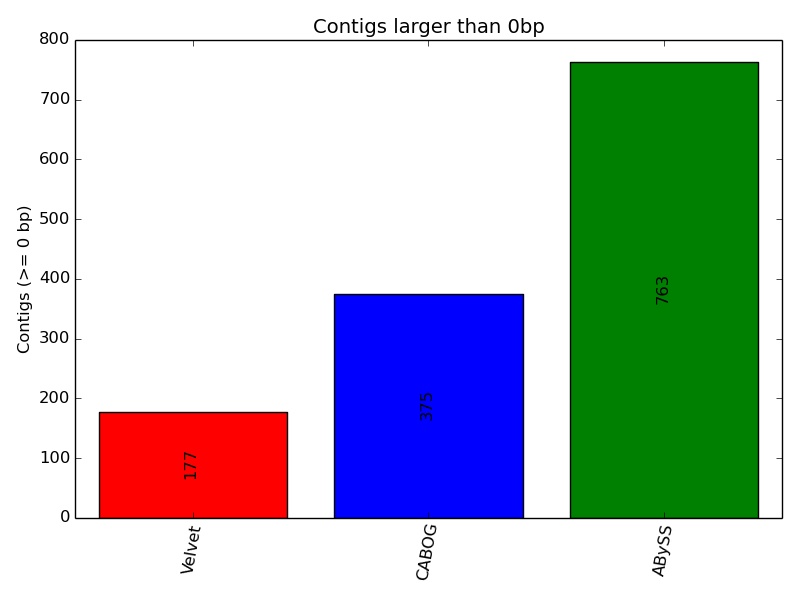 Contigs larger than 0bp
800
700
600
500
400
300
200
100
0
Contigs (>= 0 bp)
177
375
763
Velvet
CABOG
ABySS